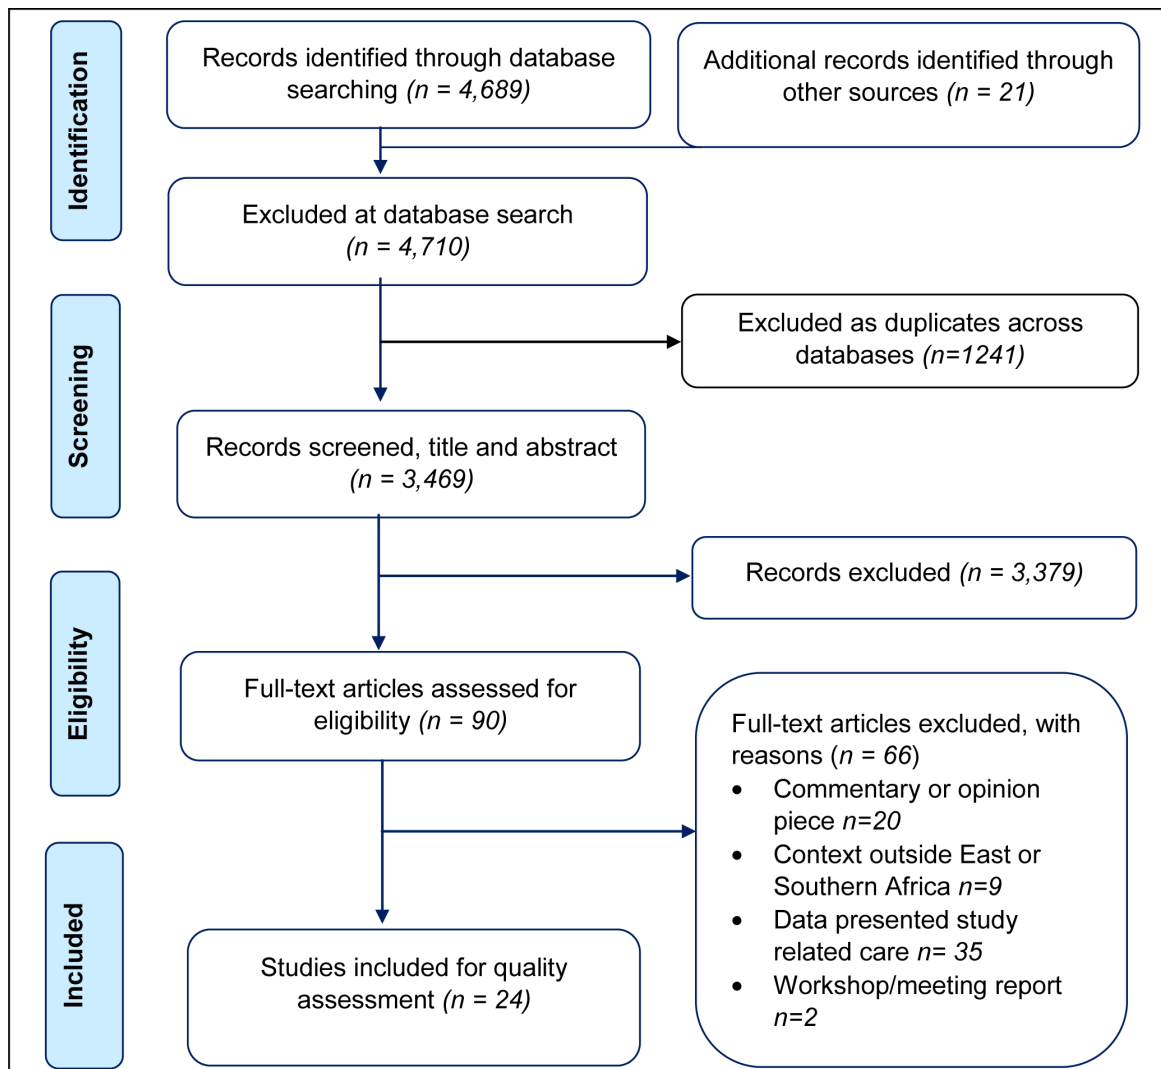 Identification
Records identified through database
searching (n = 4,689)
Additional records identified through
other sources (n = 21)
Excluded at database search
(n = 4,710)
Screening
Excluded as duplicates across
databases (n=1241)
Records screened, title and abstract
(n = 3,469)
Records excluded (n = 3,379)
Eligibility
Full-text articles assessed for
eligibility (n = 90)
Full-text articles excluded, with
reasons (n = 66)
• Commentary or opinion
piece n=20
• Context outside East or
Southern Africa n=9
• Data presented study
related care n= 35
• Workshop/meeting report
n=2
Included
Studies included for quality
assessment (n = 24)